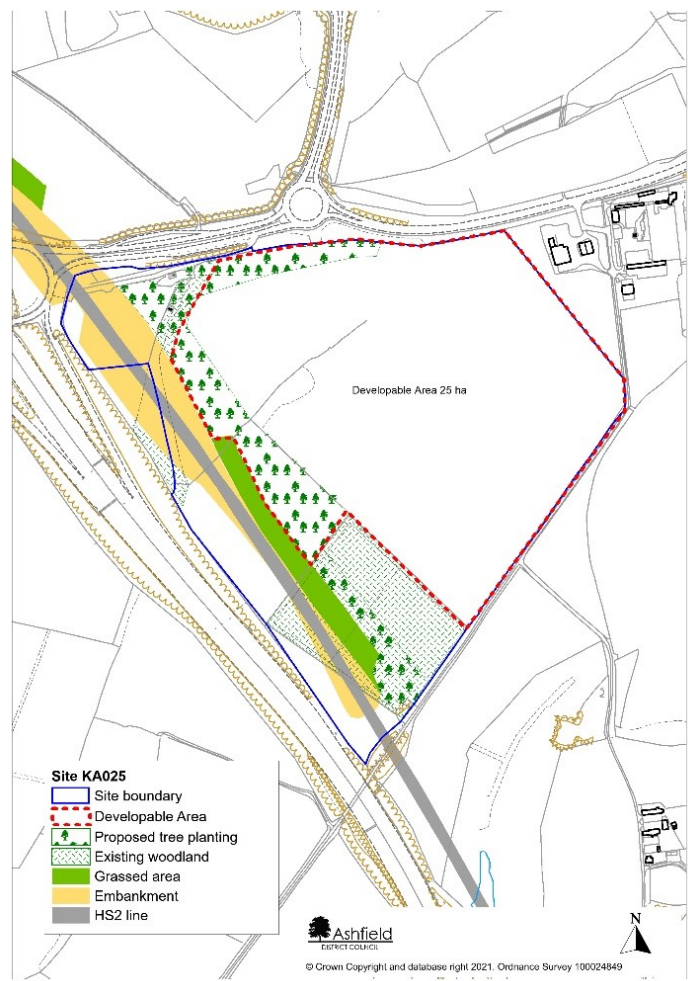 Developable Area 25 ha
Site KA025
Site boundary
Developable Area
Proposed tree planting
Existing woodland
Grassed area
Embankment
HS2 line
Ashfield
DISTRICT COUNCIL
N
© Crown Copyright and database right 2021. Ordnance Survey 100024849